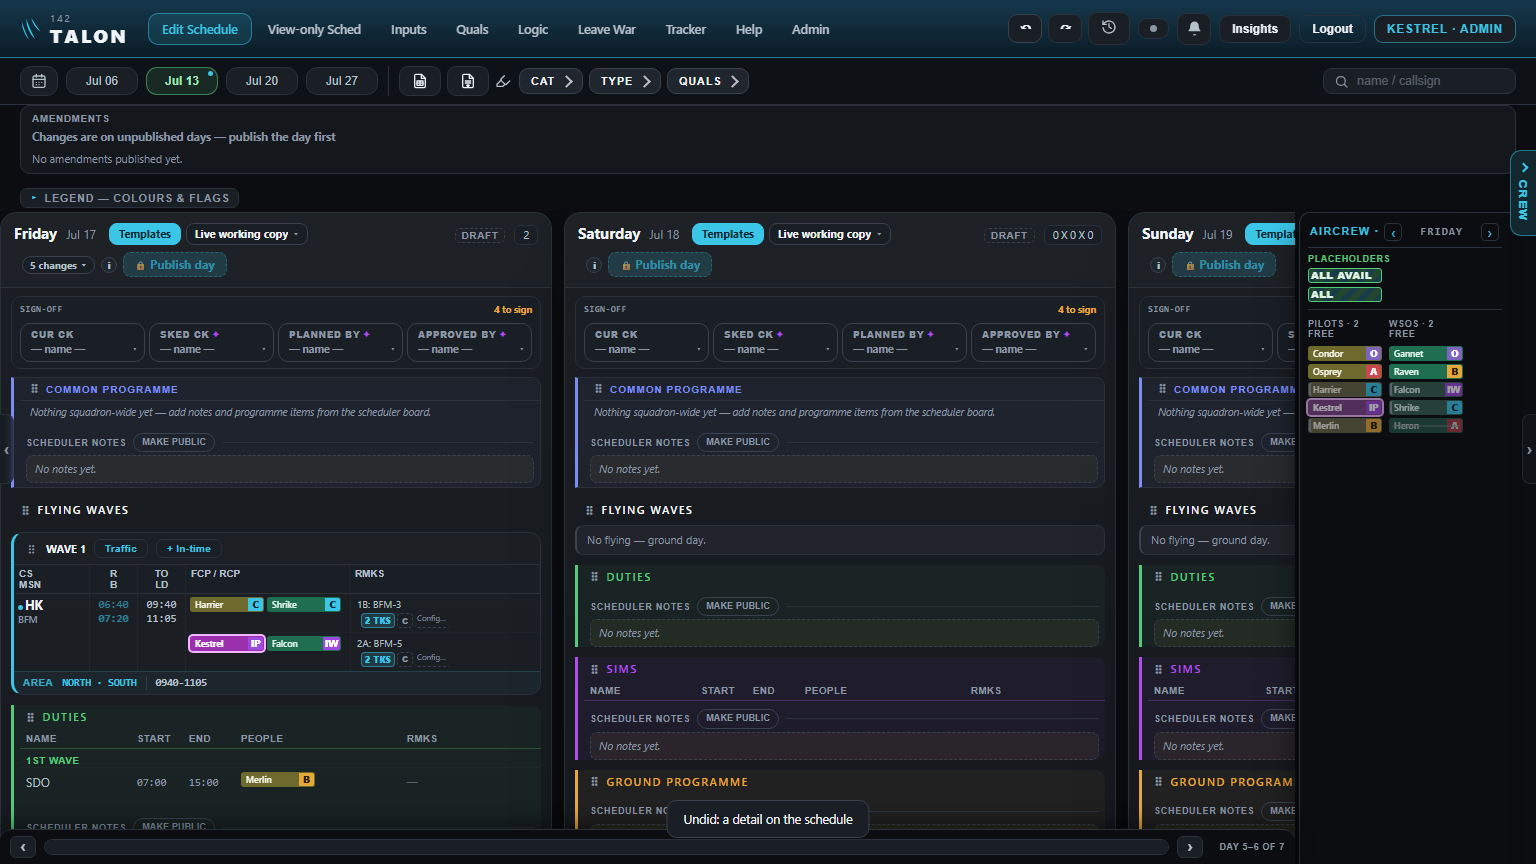 142
TALON
Edit Schedule
View-only Sched
Inputs
Quals
Logic
Leave War
Tracker
Help
Admin
Insights
Logout
KESTREL · ADMIN
Jul 06
Jul 13
Jul 20
Jul 27
CAT
TYPE
QUALS
name / callsign
AMENDMENTS
Changes are on unpublished days — publish the day first
No amendments published yet.
CREW
LEGEND — COLOURS & FLAGS
Friday Jul 17 Templates Live working copy DRAFT 2
5 changes i Publish day
SIGN-OFF 4 to sign
CUR CK SKED CK PLANNED BY APPROVED BY
— name — — name — — name — — name —
COMMON PROGRAMME
Nothing squadron-wide yet — add notes and programme items from the scheduler board.
SCHEDULER NOTES MAKE PUBLIC
No notes yet.
FLYING WAVES
WAVE 1 Traffic + In-time
CS R TO FCP / RCP RMKS
MSN B LD
HK 06:40 09:40 Harrier C Shrike C 1B: BFM-3
BFM 07:20 11:05 2 TKS C Config...
Kestrel IP Falcon IW 2A: BFM-5
2 TKS C Config...
AREA NORTH · SOUTH 0940-1105
DUTIES
NAME START END PEOPLE RMKS
1ST WAVE
SDO 07:00 15:00 Merlin B —
SCHEDULER NOTES MAKE PUBLIC
Saturday Jul 18 Templates Live working copy DRAFT 0X0X0
i Publish day
SIGN-OFF 4 to sign
CUR CK SKED CK PLANNED BY APPROVED BY
— name — — name — — name — — name —
COMMON PROGRAMME
Nothing squadron-wide yet — add notes and programme items from the scheduler board.
SCHEDULER NOTES MAKE PUBLIC
No notes yet.
FLYING WAVES
No flying — ground day.
DUTIES
SCHEDULER NOTES MAKE PUBLIC
No notes yet.
SIMS
NAME START END PEOPLE RMKS
SCHEDULER NOTES MAKE PUBLIC
No notes yet.
GROUND PROGRAMME
SCHEDULER NO
Sunday Jul 19 Templat
i Publish day
SIGN-OFF
CUR CK S
— name —
COMMON PROGRAMM
Nothing squadron-wide yet —
SCHEDULER NOTES MAKE
No notes yet.
FLYING WAVES
No flying — ground day.
DUTIES
SCHEDULER NOTES MAKE
No notes yet.
SIMS
NAME START
SCHEDULER NOTES MAKE
No notes yet.
GROUND PROGRAM
SCHEDULER NOTES MAKE
AIRCREW · FRIDAY
PLACEHOLDERS
ALL AVAIL
ALL
PILOTS · 2 FREE
WSOS · 2 FREE
Condor O Gannet O
Osprey A Raven B
Harrier C Falcon IW
Kestrel IP Shrike C
Merlin B Heron A
Undid: a detail on the schedule
DAY 5–6 OF 7